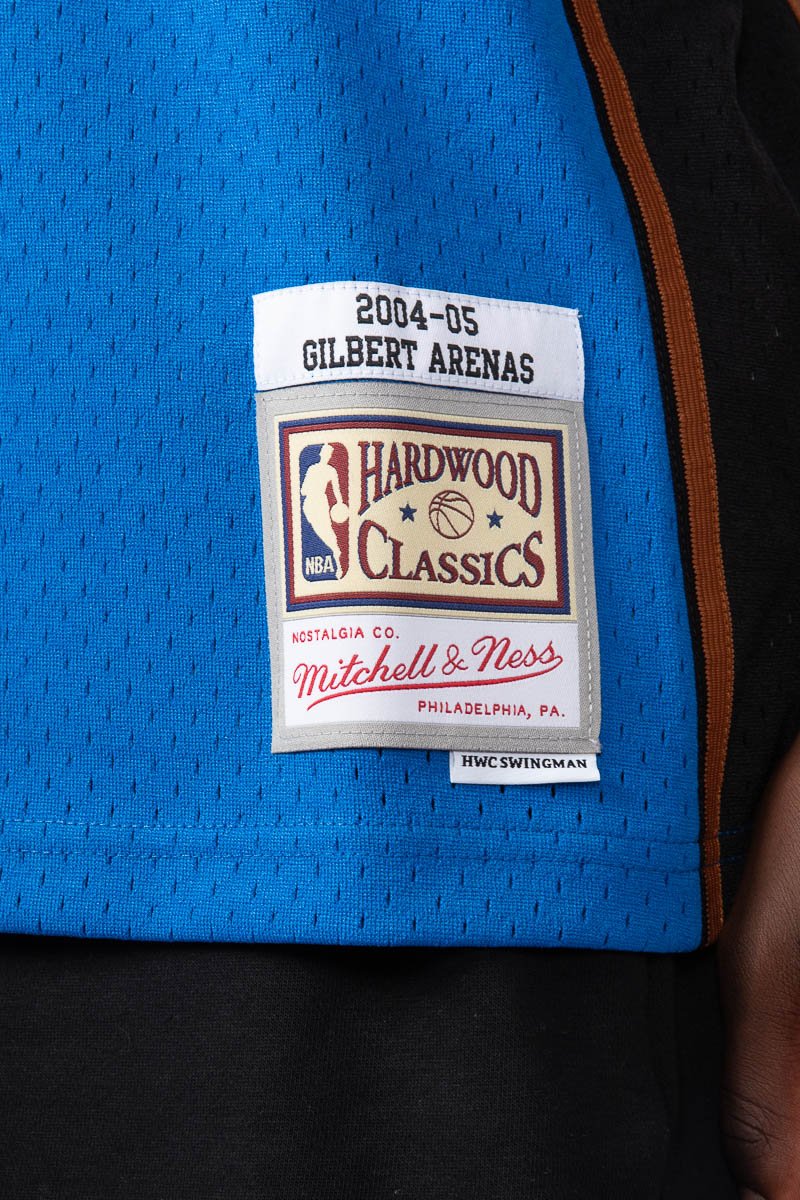 2004-05
GILBERT ARENAS
HARDWOOD
CLASSICS
NBA
NOSTALGIA CO.
Mitchell & Ness
PHILADELPHIA, PA.
HWC SWINGMAN